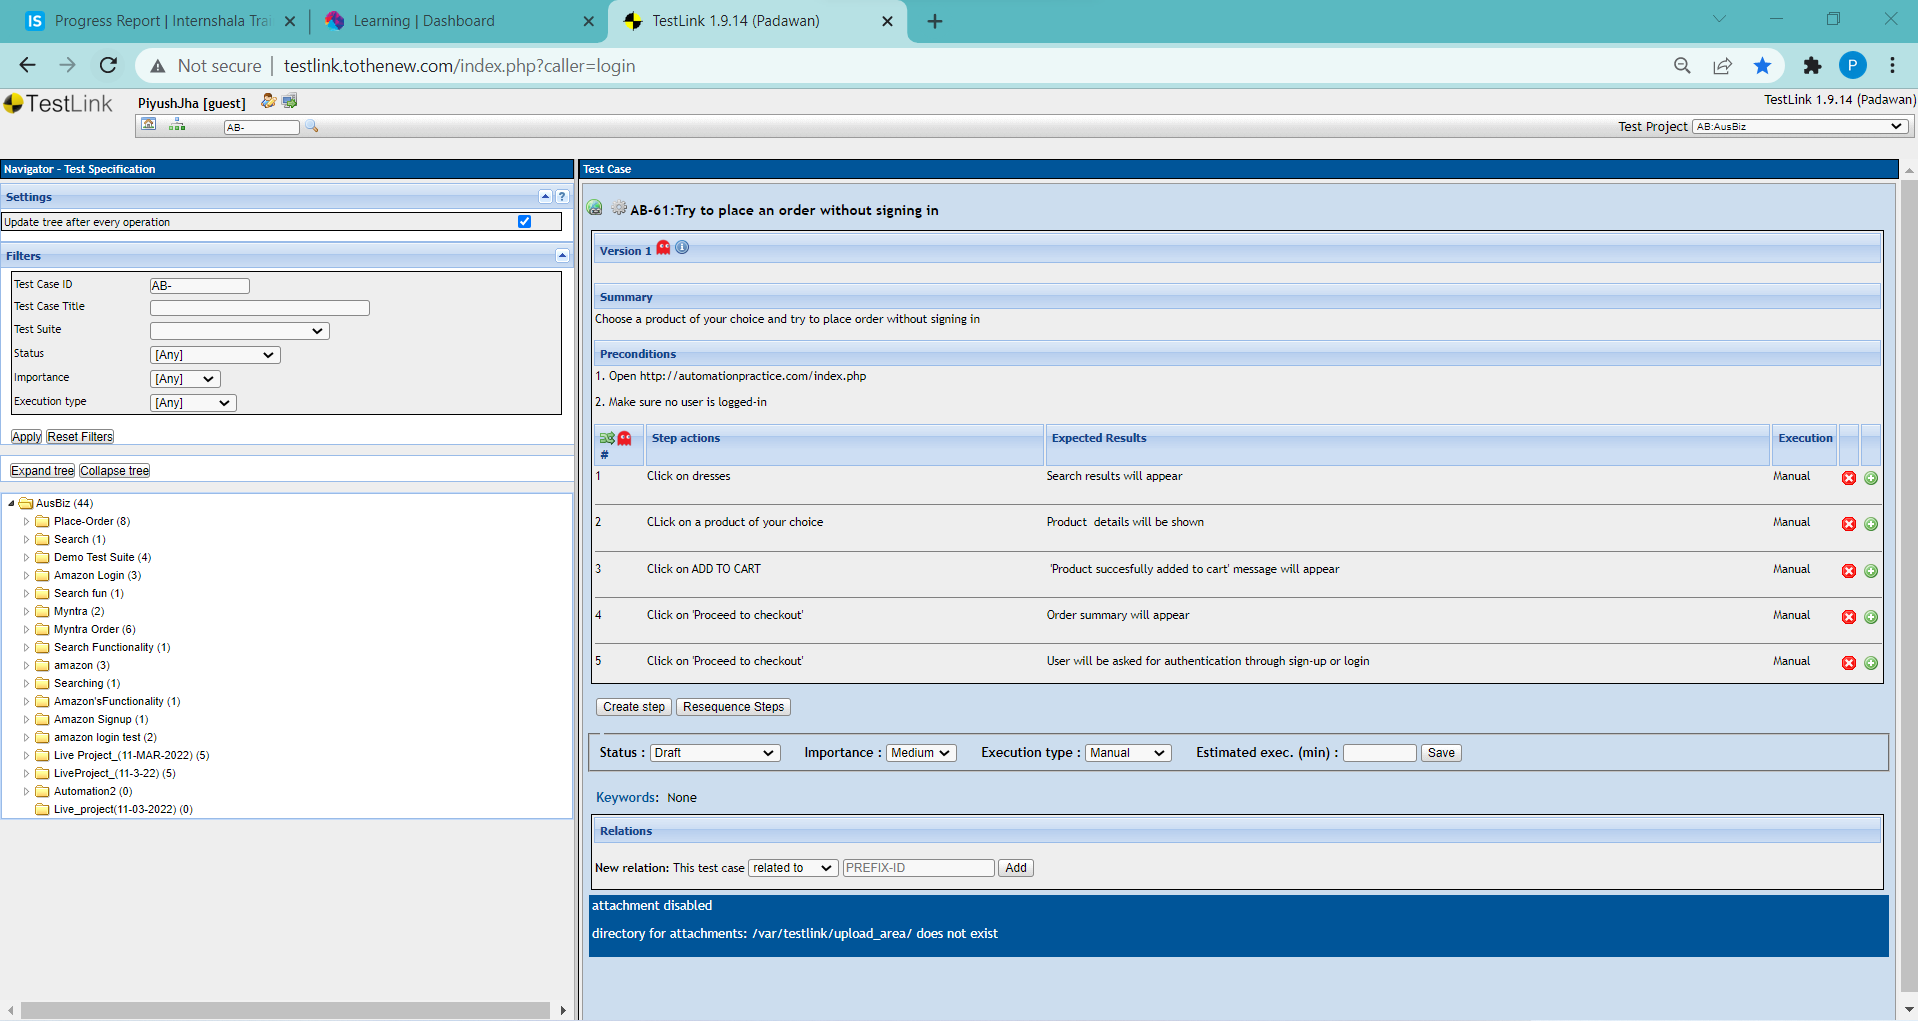 Progress Report | Internshala Trai
Learning | Dashboard
TestLink 1.9.14 (Padawan)
Not secure | testlink.tothenew.com/index.php?caller=login
P
TestLink
PiyushJha [guest]
TestLink 1.9.14 (Padawan)
AB-
Test Project AB:AusBiz
Navigator - Test Specification
Settings
Update tree after every operation
Filters
Test Case ID AB-
Test Case Title
Test Suite
Status [Any]
Importance [Any]
Execution type [Any]
Apply Reset Filters
Expand tree Collapse tree
AusBiz (44)
Place-Order (8)
Search (1)
Demo Test Suite (4)
Amazon Login (3)
Search fun (1)
Myntra (2)
Myntra Order (6)
Search Functionality (1)
amazon (3)
Searching (1)
Amazon'sFunctionality (1)
Amazon Signup (1)
amazon login test (2)
Live Project_(11-MAR-2022) (5)
LiveProject_(11-3-22) (5)
Automation2 (0)
Live_project(11-03-2022) (0)
Test Case
AB-61:Try to place an order without signing in
Version 1
Summary
Choose a product of your choice and try to place order without signing in
Preconditions
1. Open http://automationpractice.com/index.php
2. Make sure no user is logged-in
# Step actions Expected Results Execution
1 Click on dresses Search results will appear Manual
2 CLick on a product of your choice Product details will be shown Manual
3 Click on ADD TO CART 'Product succesfully added to cart' message will appear Manual
4 Click on 'Proceed to checkout' Order summary will appear Manual
5 Click on 'Proceed to checkout' User will be asked for authentication through sign-up or login Manual
Create step Resequence Steps
Status : Draft Importance : Medium Execution type : Manual Estimated exec. (min) : Save
Keywords: None
Relations
New relation: This test case related to PREFIX-ID Add
attachment disabled
directory for attachments: /var/testlink/upload_area/ does not exist